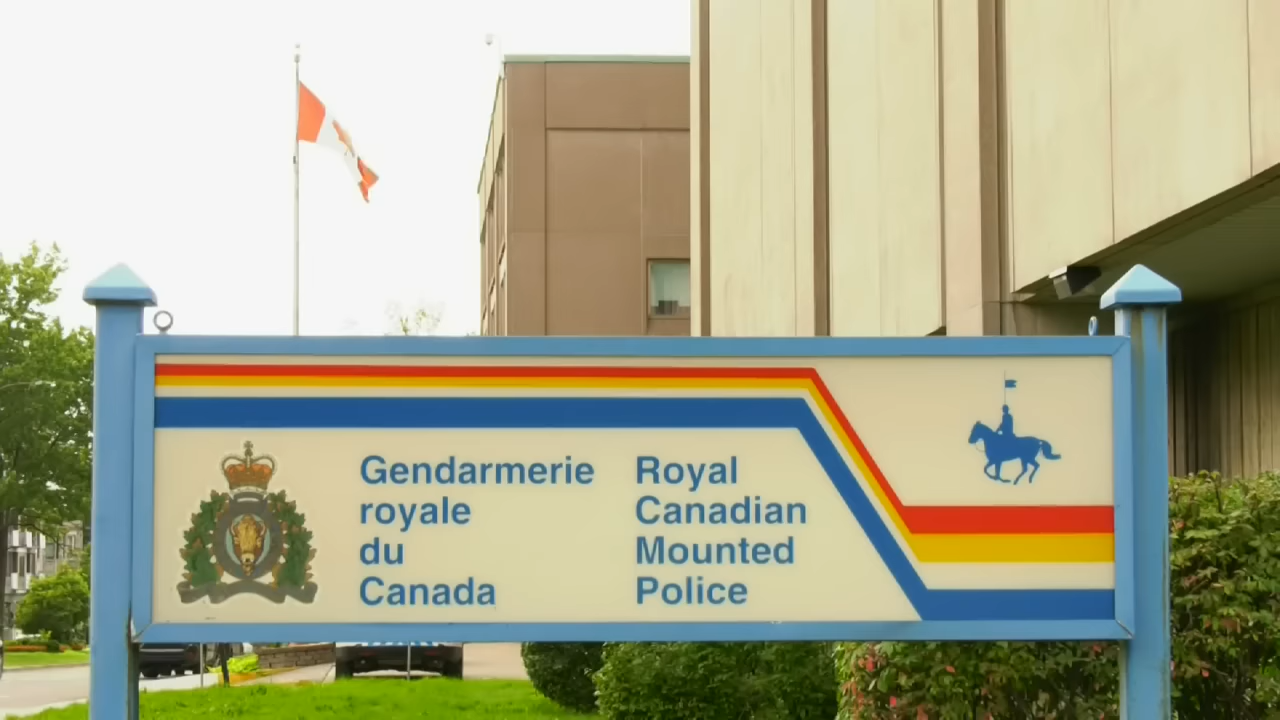 Gendarmerie
royale
du
Canada
Royal
Canadian
Mounted
Police